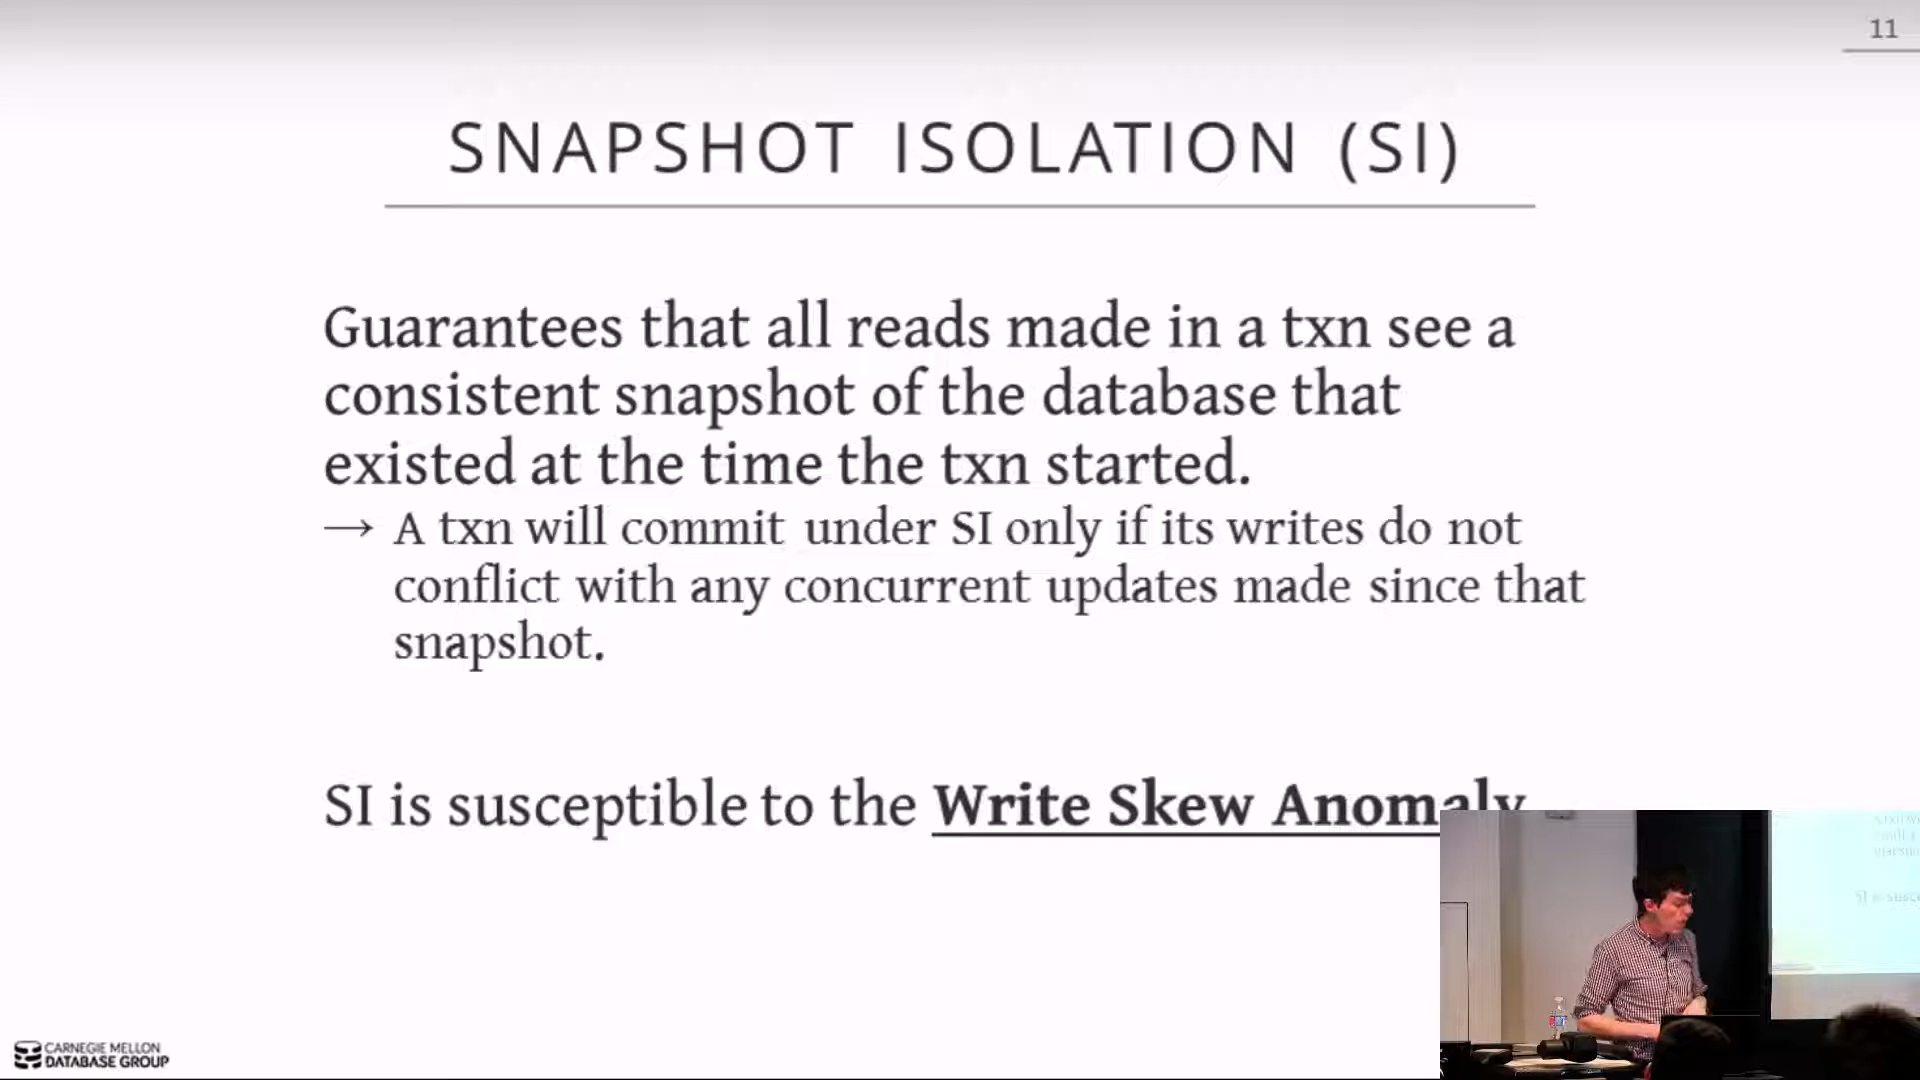 11
SNAPSHOT ISOLATION (SI)
Guarantees that all reads made in a txn see a
consistent snapshot of the database that
existed at the time the txn started.
→ A txn will commit under SI only if its writes do not
conflict with any concurrent updates made since that
snapshot.
SI is susceptible to the Write Skew Anomaly
CARNEGIE MELLON
DATABASE GROUP